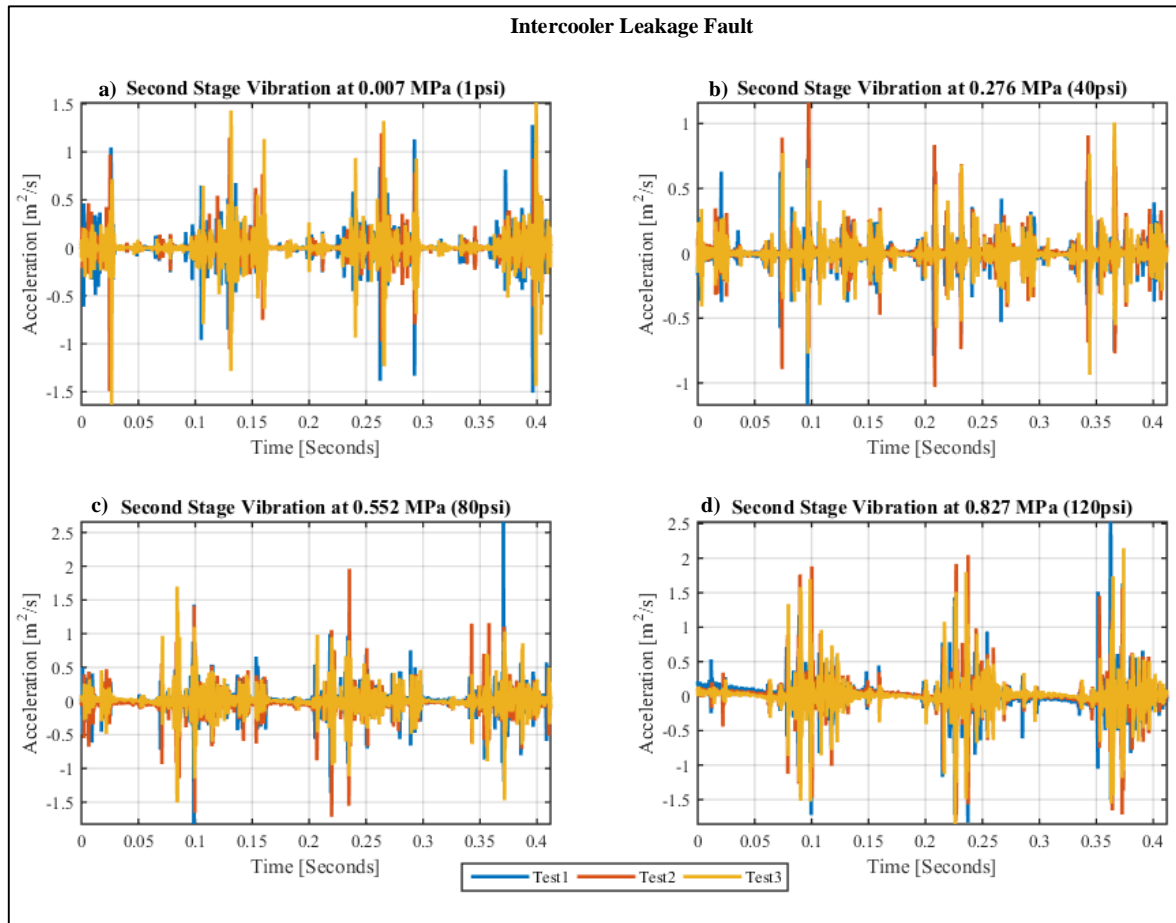 Intercooler Leakage Fault
a) Second Stage Vibration at 0.007 MPa (1psi)
1.5
1
0.5
0
-0.5
-1
-1.5
Acceleration [m²/s]
0 0.05 0.1 0.15 0.2 0.25 0.3 0.35 0.4
Time [Seconds]
b) Second Stage Vibration at 0.276 MPa (40psi)
1
0.5
0
-0.5
-1
Acceleration [m²/s]
0 0.05 0.1 0.15 0.2 0.25 0.3 0.35 0.4
Time [Seconds]
c) Second Stage Vibration at 0.552 MPa (80psi)
2.5
2
1.5
1
0.5
0
-0.5
-1
-1.5
Acceleration [m²/s]
0 0.05 0.1 0.15 0.2 0.25 0.3 0.35 0.4
Time [Seconds]
d) Second Stage Vibration at 0.827 MPa (120psi)
2.5
2
1.5
1
0.5
0
-0.5
-1
-1.5
Acceleration [m²/s]
0 0.05 0.1 0.15 0.2 0.25 0.3 0.35 0.4
Time [Seconds]
Test1 Test2 Test3